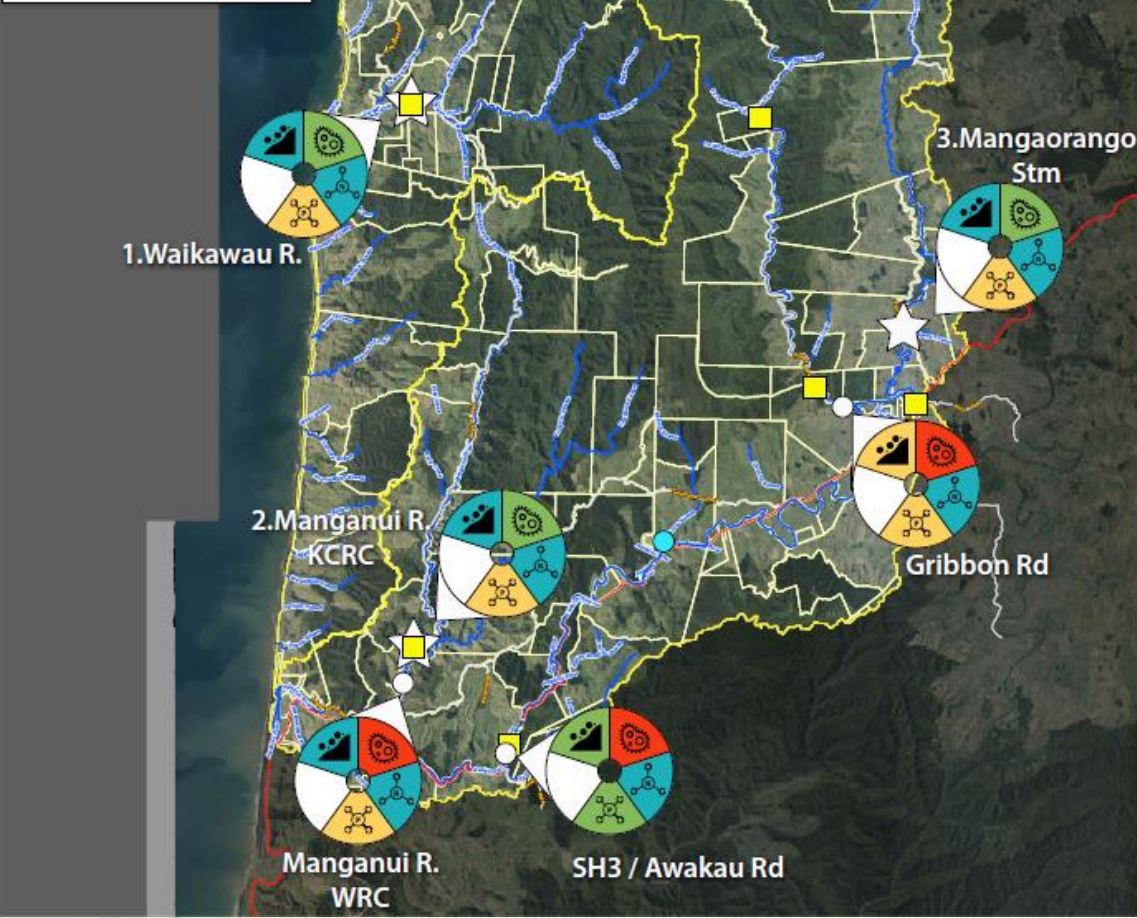 3.Mangaorango
Stm
1.Waikawau R.
2.Manganui R.
KCRC
Gribbon Rd
Manganui R.
WRC
SH3 / Awakau Rd